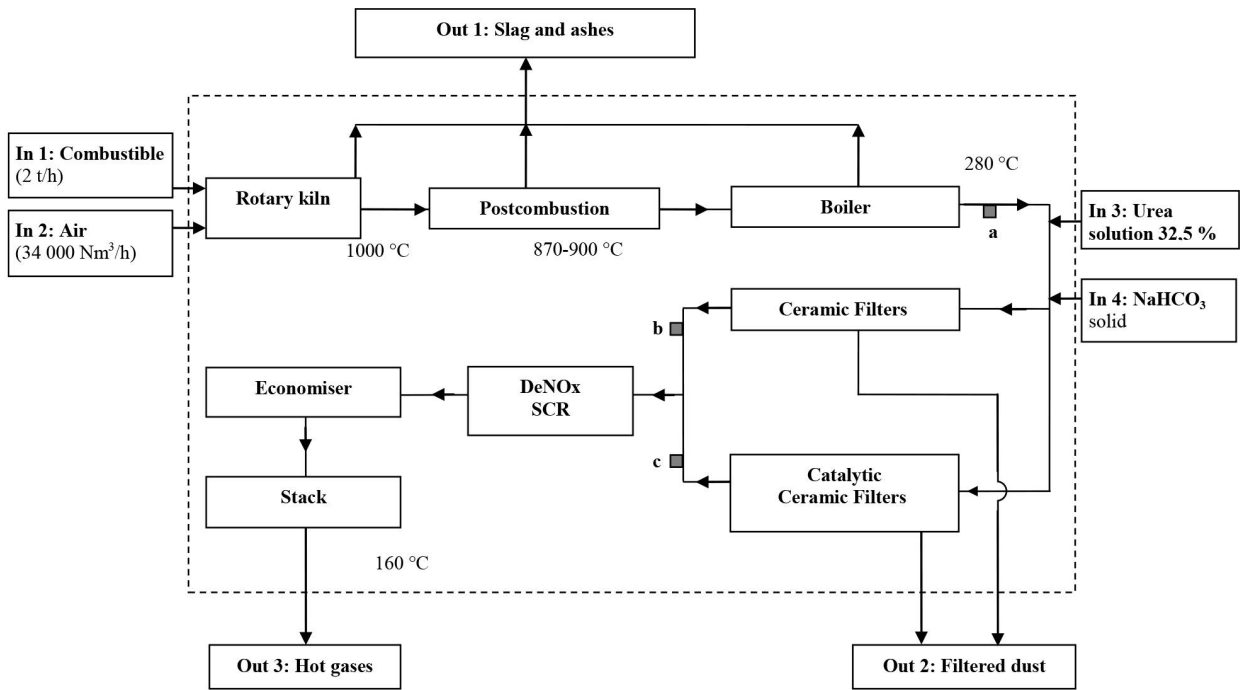 Out 1: Slag and ashes
In 1: Combustible
(2 t/h)
In 2: Air
(34 000 Nm³/h)
Rotary kiln
1000 °C
Postcombustion
870-900 °C
Boiler
280 °C
a
In 3: Urea
solution 32.5 %
In 4: NaHCO₃
solid
Ceramic Filters
b
Economiser
DeNOx
SCR
c
Catalytic
Ceramic Filters
Stack
160 °C
Out 3: Hot gases
Out 2: Filtered dust